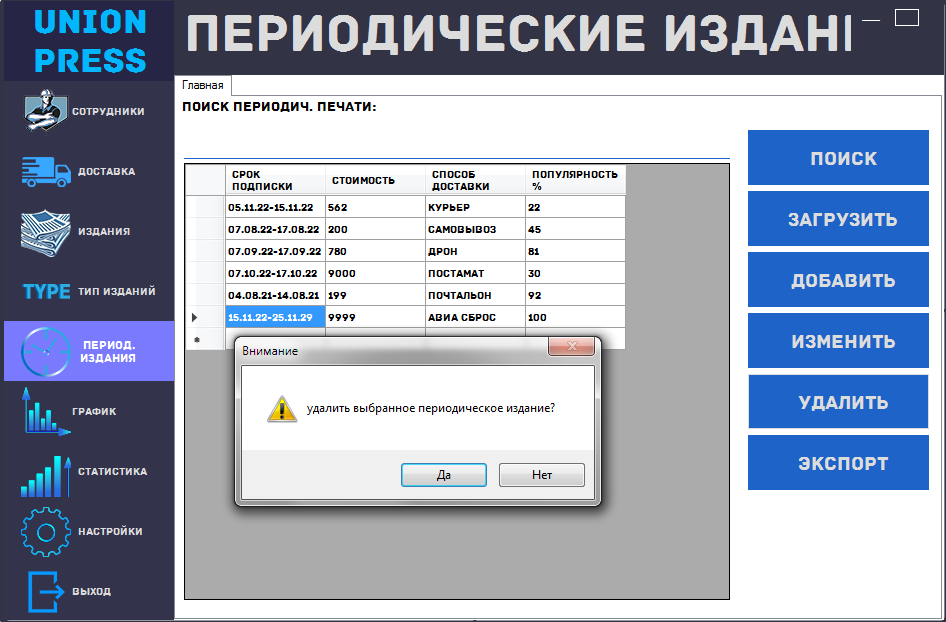 UNION
PRESS
ПЕРИОДИЧЕСКИЕ ИЗДАНІ
СОТРУДНИКИ
ДОСТАВКА
ИЗДАНИЯ
TYPE ТИП ИЗДАНИЙ
ПЕРИОД.
ИЗДАНИЯ
ГРАФИК
СТАТИСТИКА
НАСТРОЙКИ
ВЫХОД
Главная
ПОИСК ПЕРИОДИЧ. ПЕЧАТИ:
СРОК ПОДПИСКИ СТОИМОСТЬ СПОСОБ ДОСТАВКИ ПОПУЛЯРНОСТЬ %
05.11.22-15.11.22 562 КУРЬЕР 22
07.08.22-17.08.22 200 САМОВЫВОЗ 45
07.09.22-17.09.22 780 ДРОН 81
07.10.22-17.10.22 9000 ПОСТАМАТ 30
04.08.21-14.08.21 199 ПОЧТАЛЬОН 92
15.11.22-25.11.29 9999 АВИА СБРОС 100
Внимание
удалить выбранное периодическое издание?
Да Нет
ПОИСК
ЗАГРУЗИТЬ
ДОБАВИТЬ
ИЗМЕНИТЬ
УДАЛИТЬ
ЭКСПОРТ